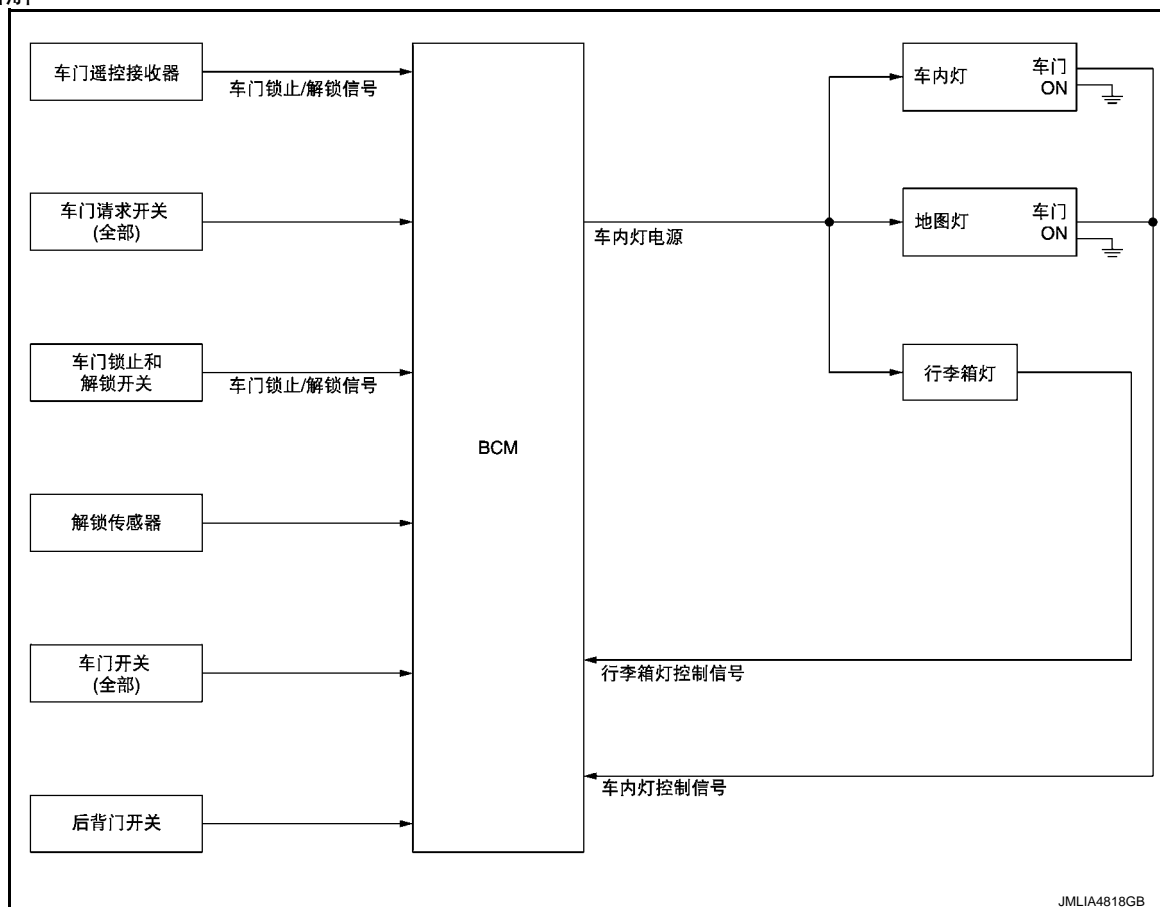 车门遥控接收器
车门锁止/解锁信号
车门请求开关
(全部)
车门锁止和
解锁开关
车门锁止/解锁信号
解锁传感器
车门开关
(全部)
后背门开关
BCM
车内灯电源
车内灯
车门
ON
地图灯
车门
ON
行李箱灯
行李箱灯控制信号
车内灯控制信号
JMLIA4818GB